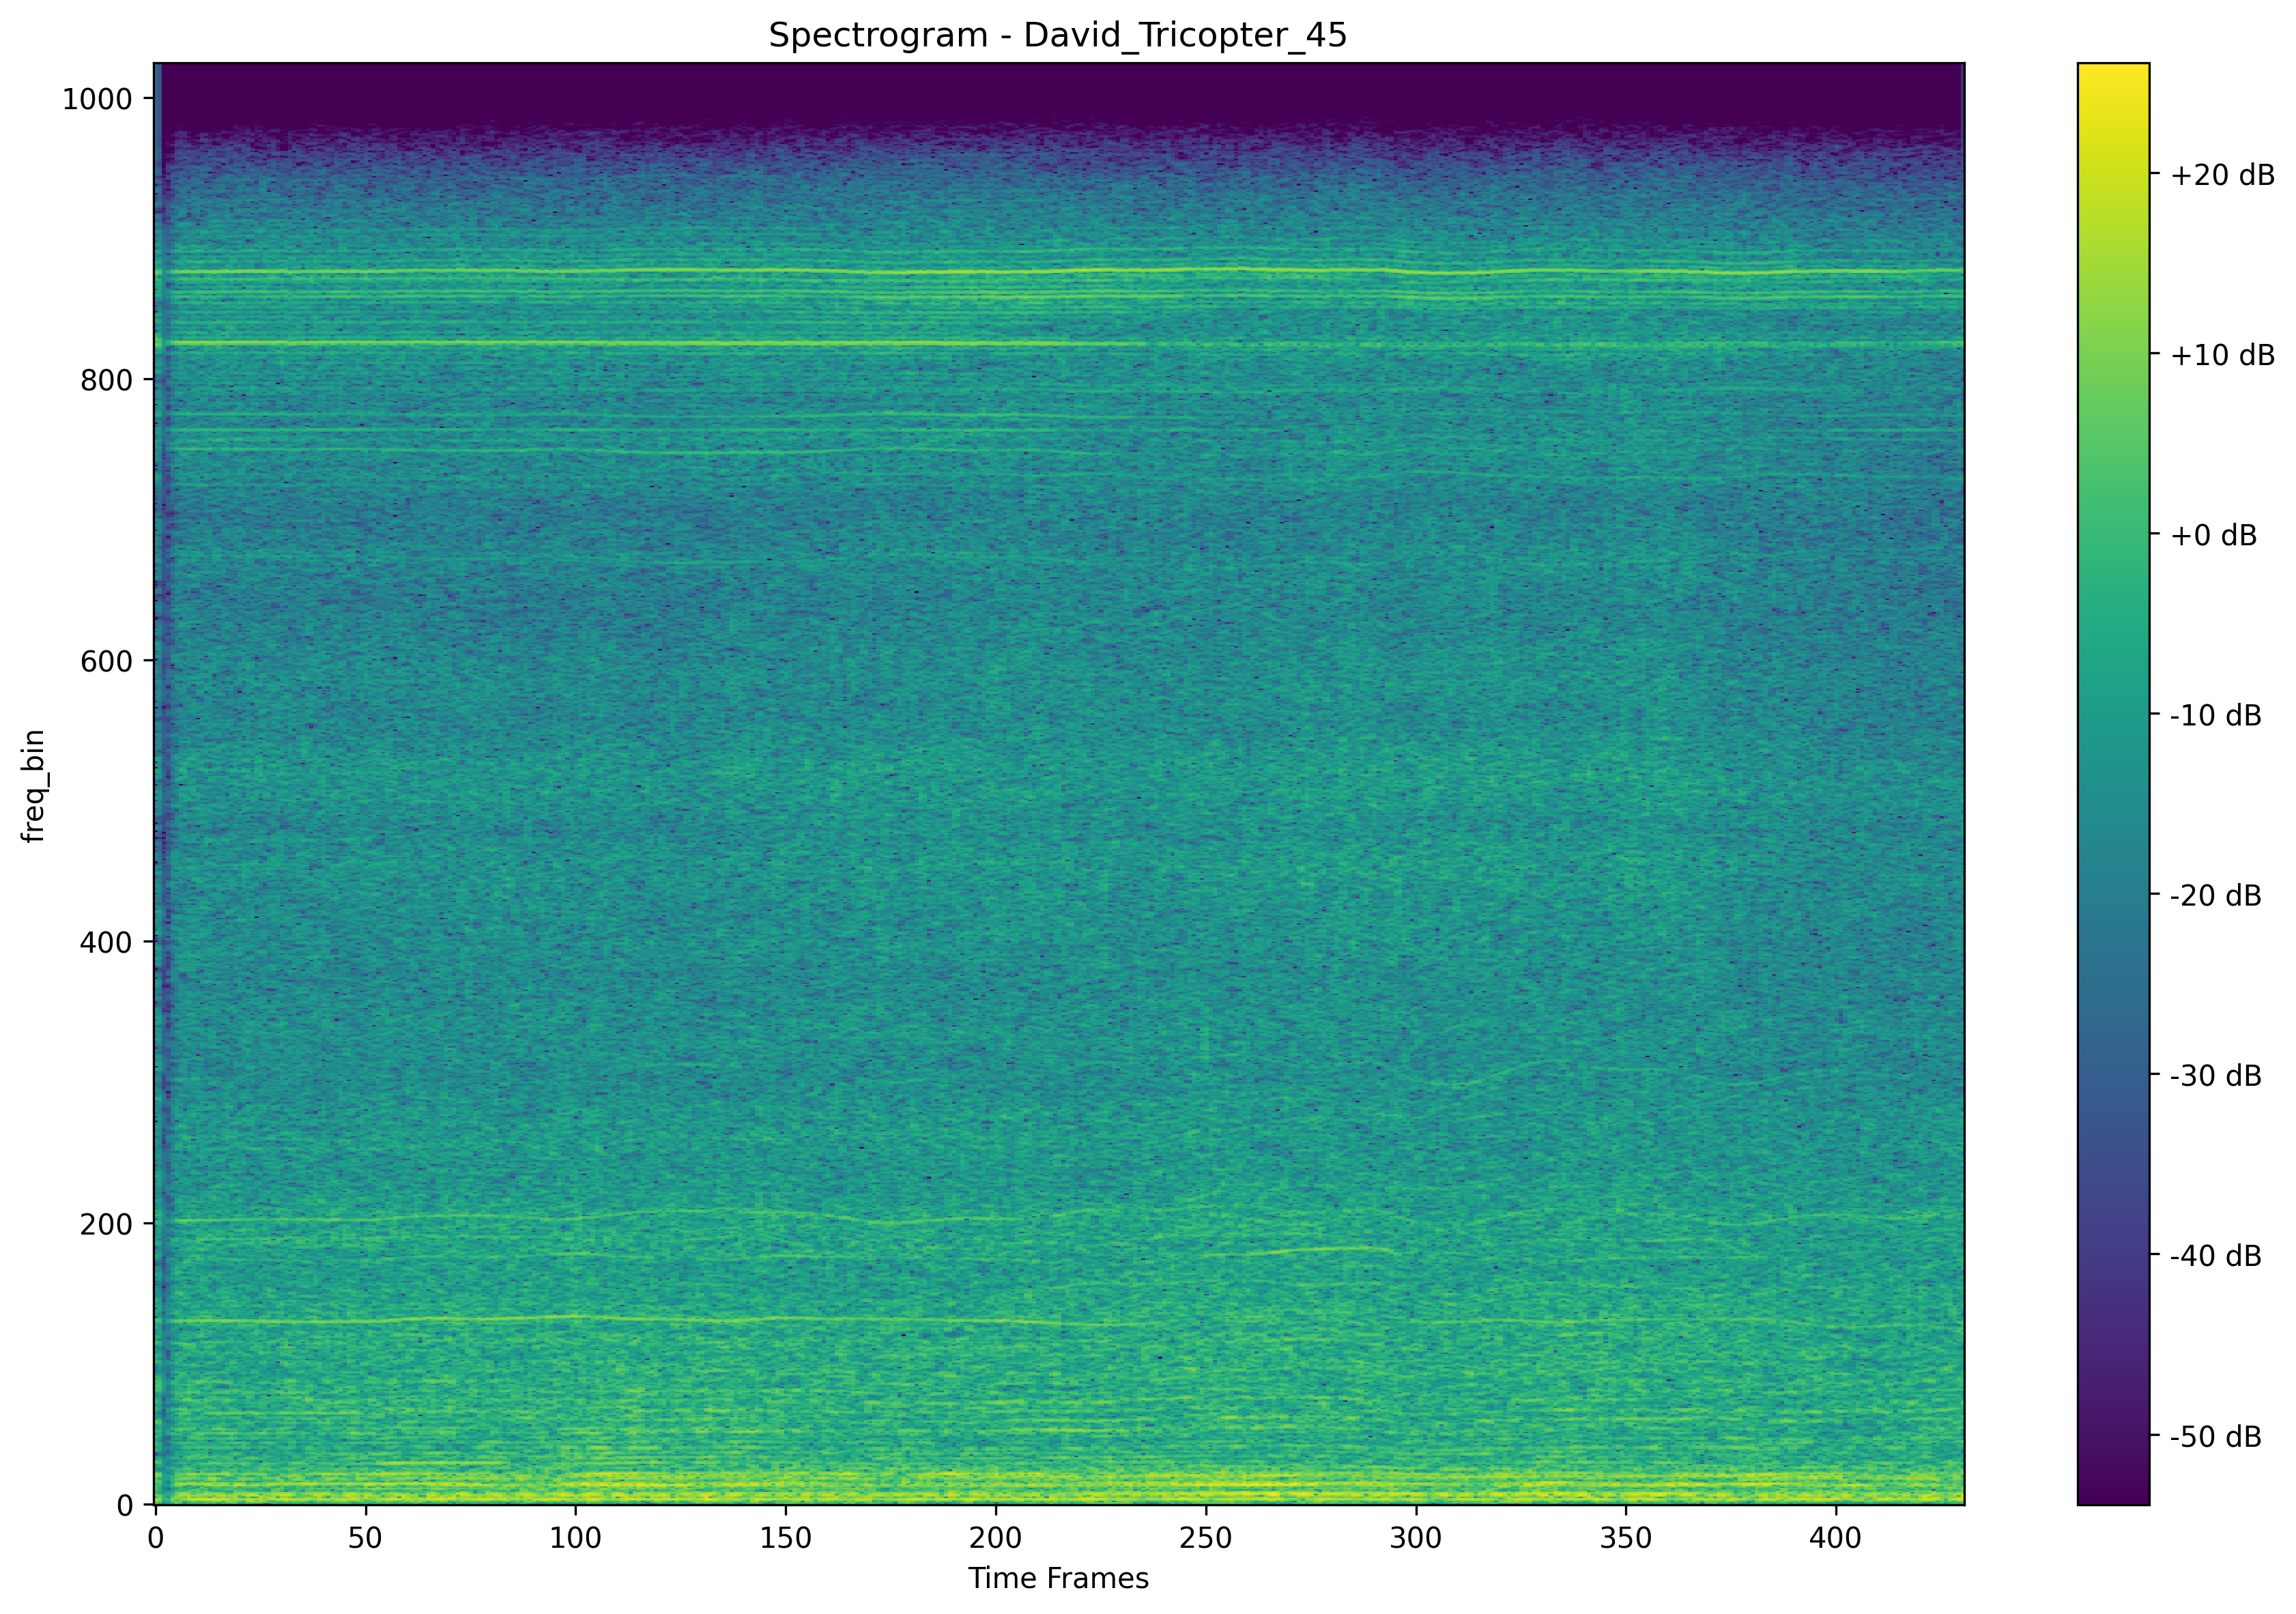 Spectrogram - David_Tricopter_45
1000
800
600
400
200
0
freq_bin
0 50 100 150 200 250 300 350 400
Time Frames
+20 dB
+10 dB
+0 dB
-10 dB
-20 dB
-30 dB
-40 dB
-50 dB